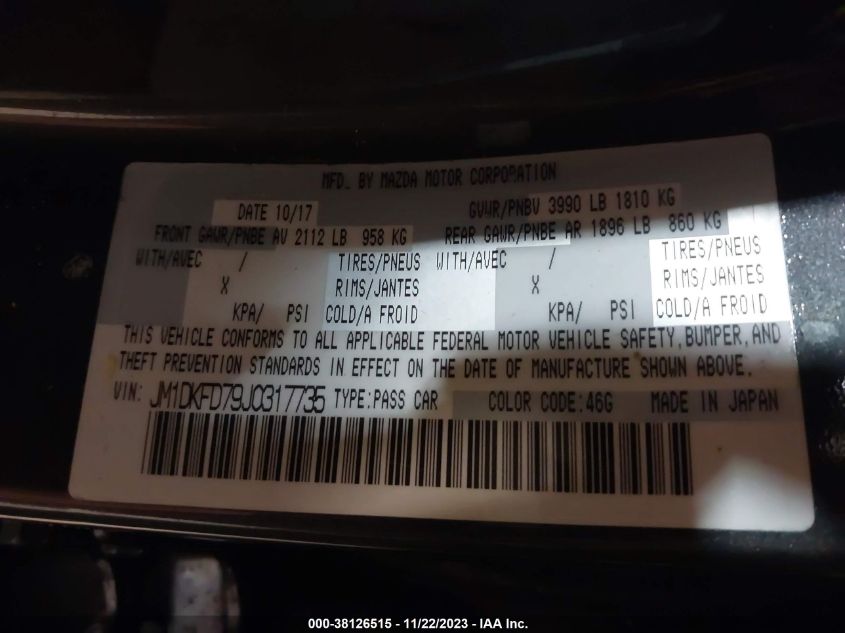 MFD. BY MAZDA MOTOR CORPORATION
DATE 10/17 GVWR/PNBV 3990 LB 1810 KG
FRONT GAWR/PNBE AV 2112 LB 958 KG REAR GAWR/PNBE AR 1896 LB 860 KG
WITH/AVEC / TIRES/PNEUS WITH/AVEC / TIRES/PNEUS
X RIMS/JANTES X RIMS/JANTES
KPA/ PSI COLD/A FROID KPA/ PSI COLD/A FROID
THIS VEHICLE CONFORMS TO ALL APPLICABLE FEDERAL MOTOR VEHICLE SAFETY, BUMPER, AND
THEFT PREVENTION STANDARDS IN EFFECT ON THE DATE OF MANUFACTURE SHOWN ABOVE.
VIN: JM1DKFD79J0317735 TYPE: PASS CAR COLOR CODE: 46G MADE IN JAPAN
000-38126515 - 11/22/2023 - IAA Inc.